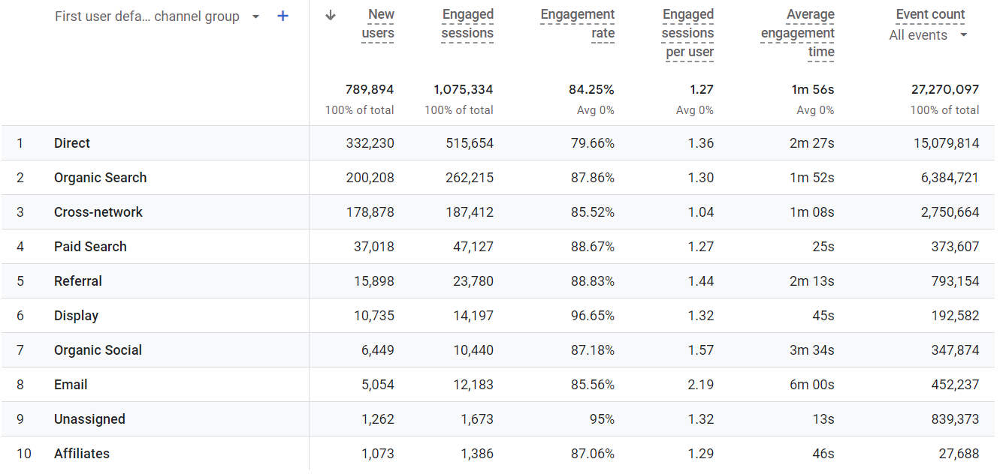 First user defa… channel group
New users
Engaged sessions
Engagement rate
Engaged sessions per user
Average engagement time
Event count
All events
789,894 1,075,334 84.25% 1.27 1m 56s 27,270,097
100% of total 100% of total Avg 0% Avg 0% Avg 0% 100% of total
1 Direct 332,230 515,654 79.66% 1.36 2m 27s 15,079,814
2 Organic Search 200,208 262,215 87.86% 1.30 1m 52s 6,384,721
3 Cross-network 178,878 187,412 85.52% 1.04 1m 08s 2,750,664
4 Paid Search 37,018 47,127 88.67% 1.27 25s 373,607
5 Referral 15,898 23,780 88.83% 1.44 2m 13s 793,154
6 Display 10,735 14,197 96.65% 1.32 45s 192,582
7 Organic Social 6,449 10,440 87.18% 1.57 3m 34s 347,874
8 Email 5,054 12,183 85.56% 2.19 6m 00s 452,237
9 Unassigned 1,262 1,673 95% 1.32 13s 839,373
10 Affiliates 1,073 1,386 87.06% 1.29 46s 27,688